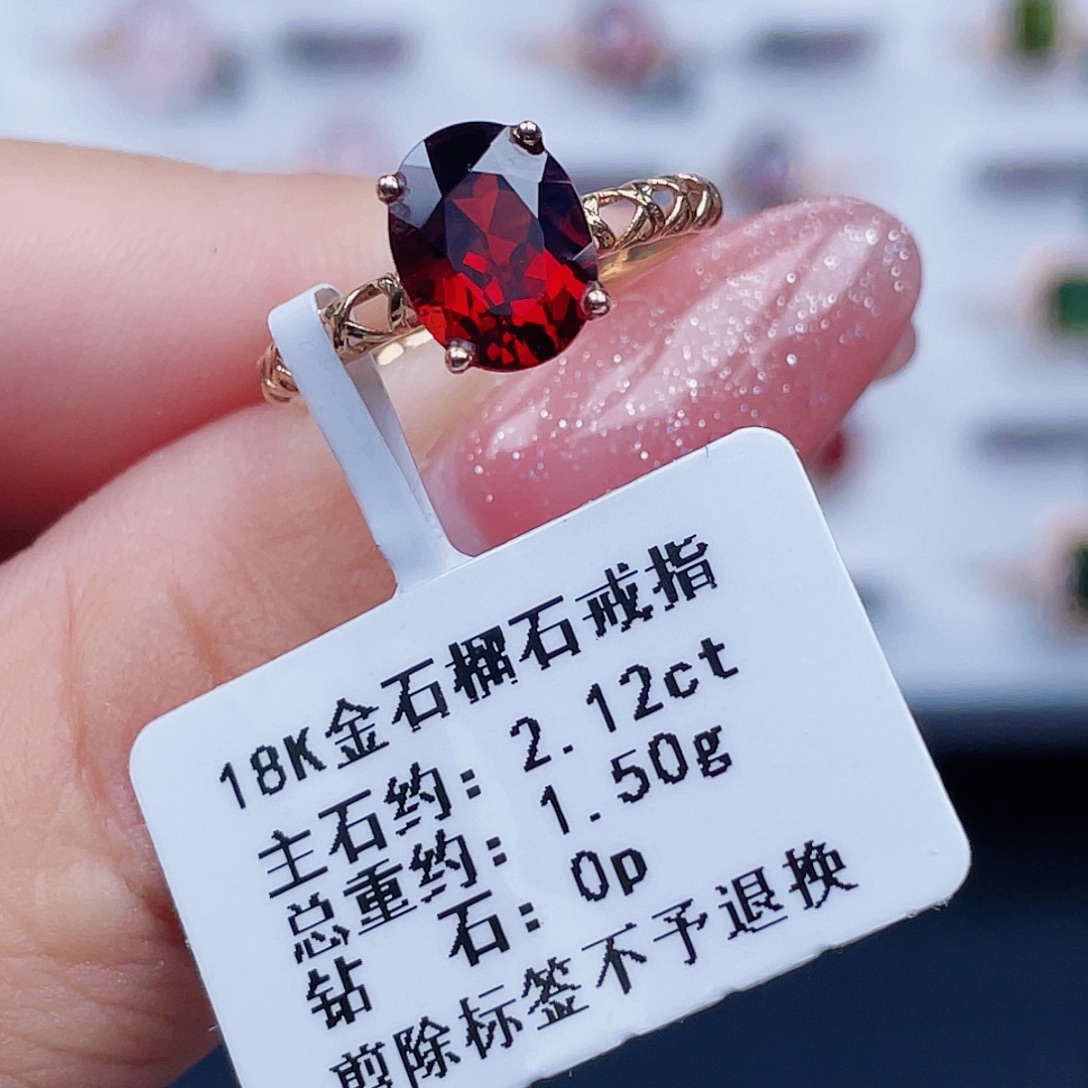 18K金石榴石戒指
主石约: 2.12ct
总重约: 1.50g
钻 石: 0p
剪除标签不予退换